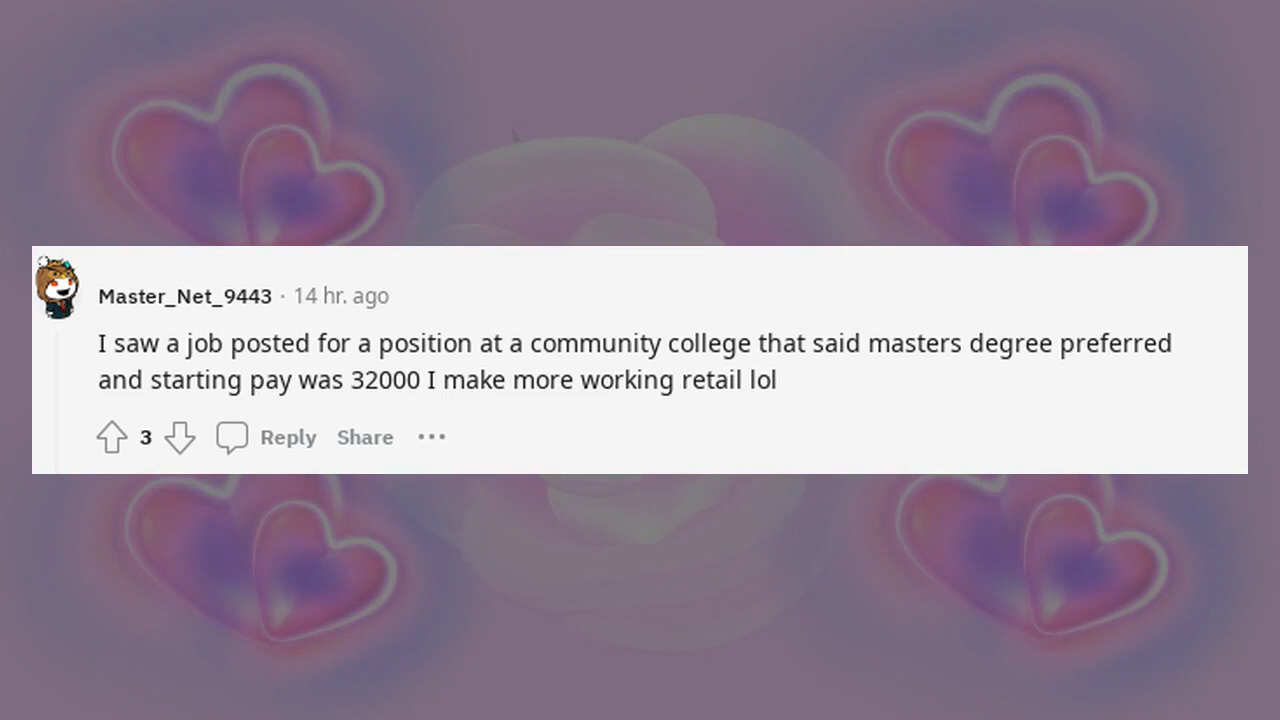 Master_Net_9443 · 14 hr. ago
I saw a job posted for a position at a community college that said masters degree preferred
and starting pay was 32000 I make more working retail lol
3 Reply Share ···